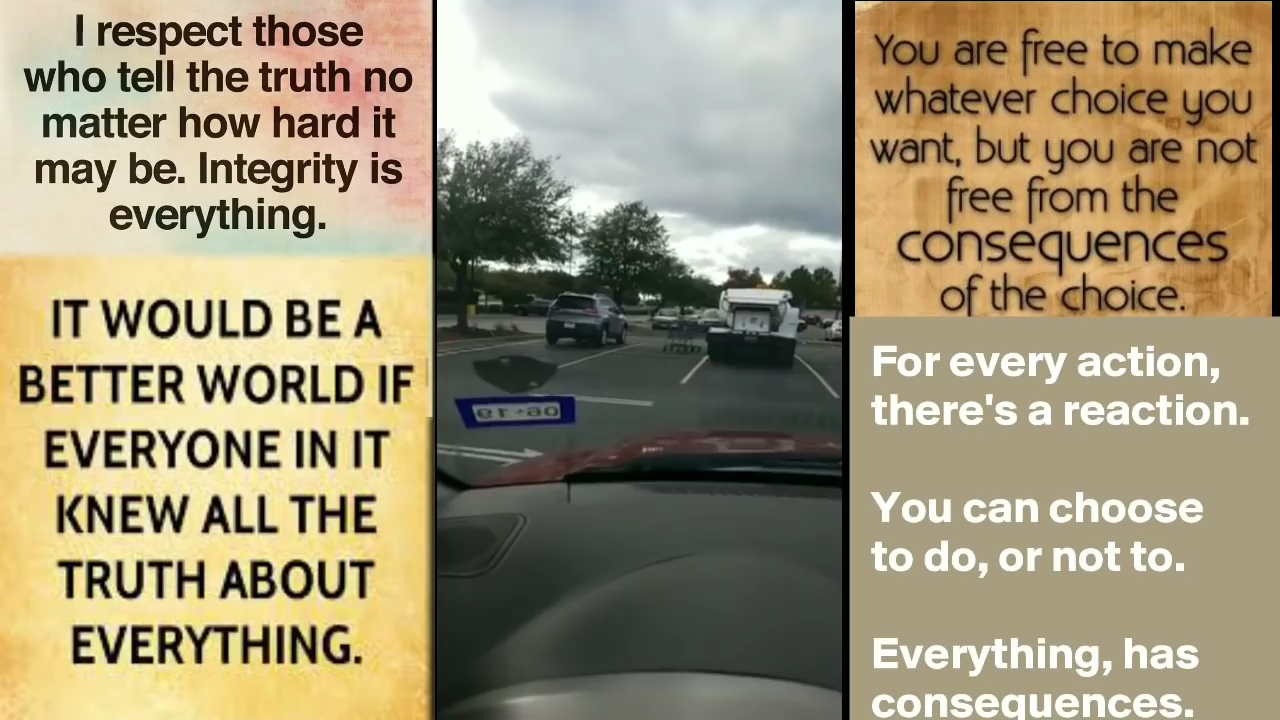 I respect those
who tell the truth no
matter how hard it
may be. Integrity is
everything.
IT WOULD BE A
BETTER WORLD IF
EVERYONE IN IT
KNEW ALL THE
TRUTH ABOUT
EVERYTHING.
06-19
You are free to make
whatever choice you
want, but you are not
free from the
consequences
of the choice.
For every action,
there's a reaction.
You can choose
to do, or not to.
Everything, has
consequences.